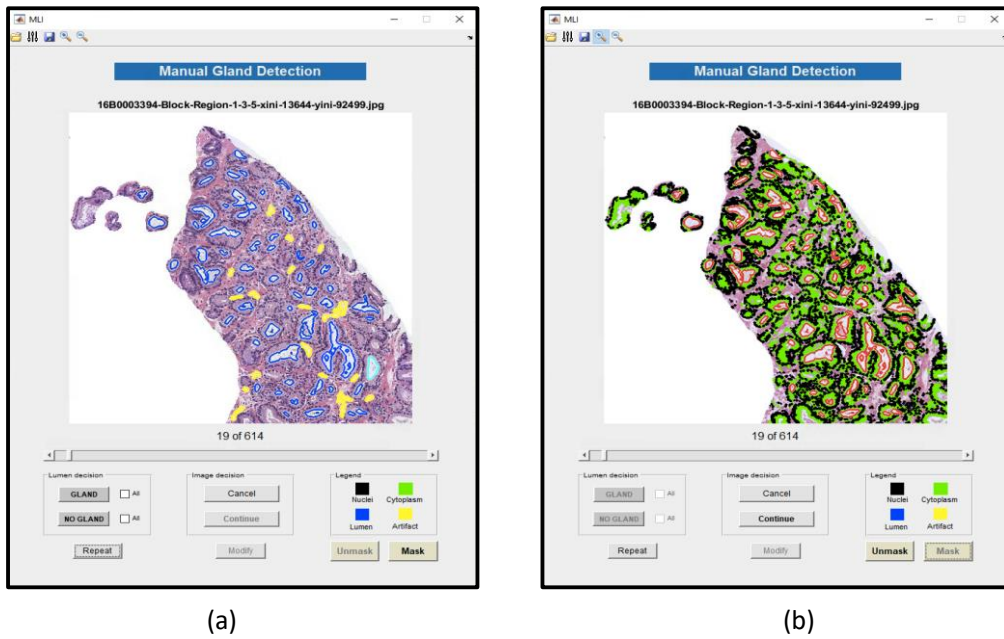 MLI
Manual Gland Detection
16B0003394-Block-Region-1-3-5-xini-13644-yini-92499.jpg
19 of 614
Lumen decision
GLAND
All
NO GLAND
All
Image decision
Cancel
Continue
Legend
Nuclei
Cytoplasm
Lumen
Artifact
Repeat
Modify
Unmask
Mask
(a)
MLI
Manual Gland Detection
16B0003394-Block-Region-1-3-5-xini-13644-yini-92499.jpg
19 of 614
Lumen decision
GLAND
All
NO GLAND
All
Image decision
Cancel
Continue
Legend
Nuclei
Cytoplasm
Lumen
Artifact
Repeat
Modify
Unmask
Mask
(b)